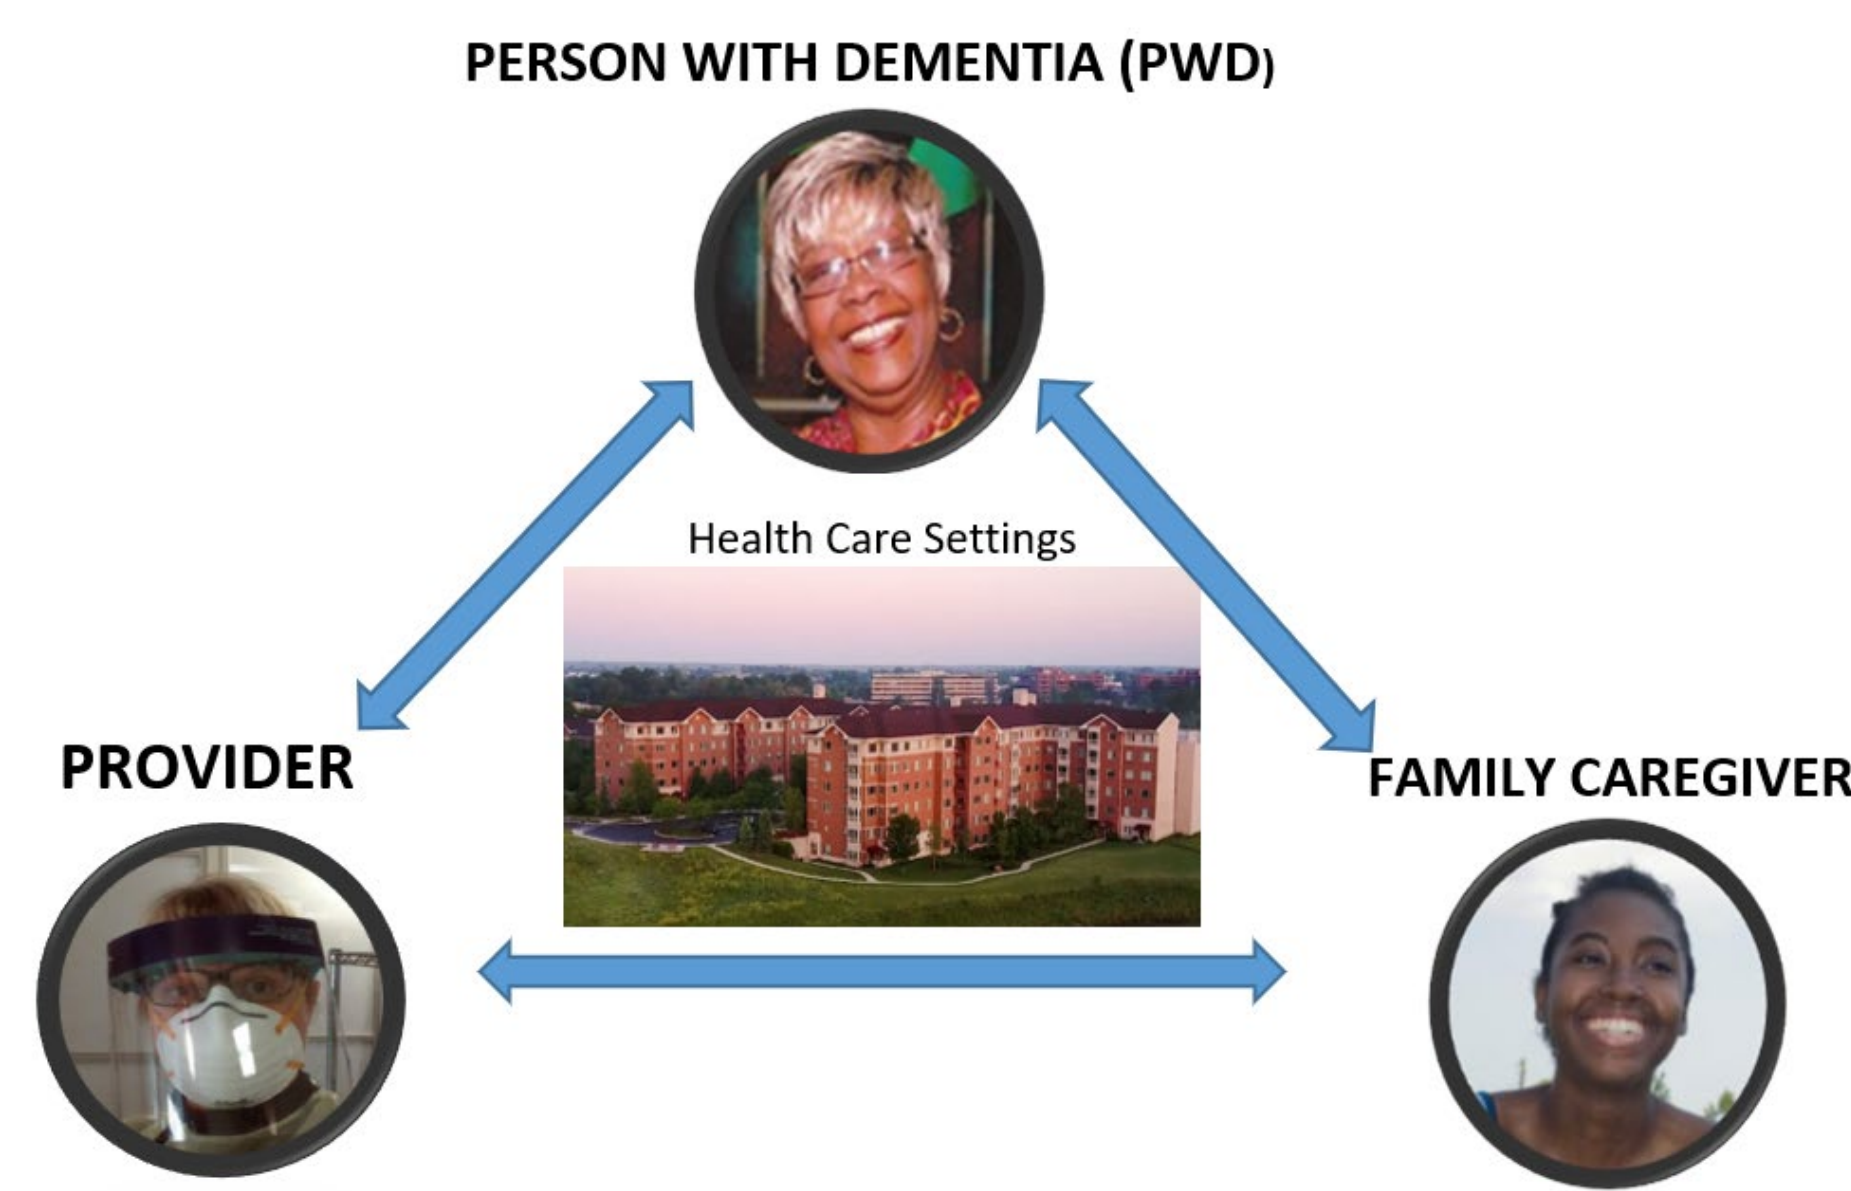 PERSON WITH DEMENTIA (PWD)
Health Care Settings
PROVIDER
FAMILY CAREGIVER